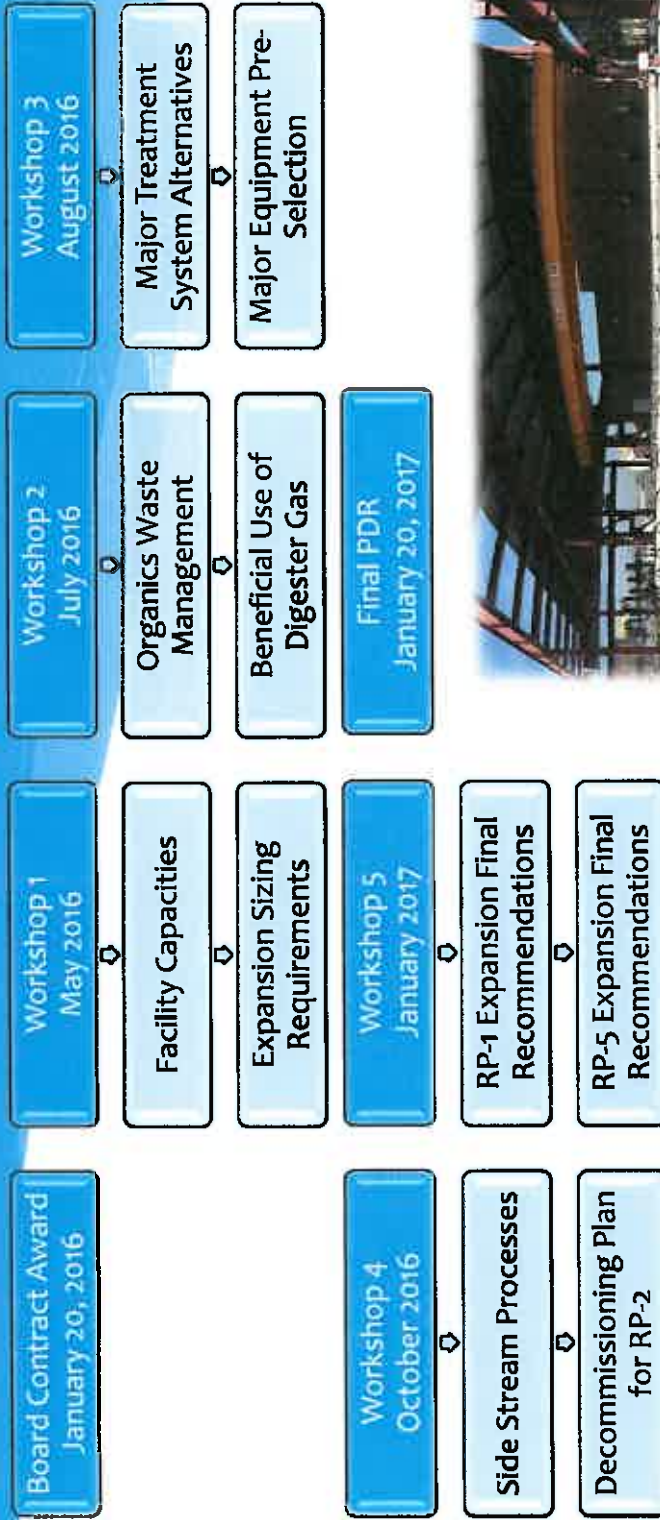 Board Contract Award
January 20, 2016
Workshop 1
May 2016
Facility Capacities
Expansion Sizing
Requirements
Workshop 2
July 2016
Organics Waste
Management
Beneficial Use of
Digester Gas
Workshop 3
August 2016
Major Treatment
System Alternatives
Major Equipment Pre-
Selection
Workshop 4
October 2016
Side Stream Processes
Decommissioning Plan
for RP-2
Workshop 5
January 2017
RP-1 Expansion Final
Recommendations
RP-5 Expansion Final
Recommendations
Final PDR
January 20, 2017